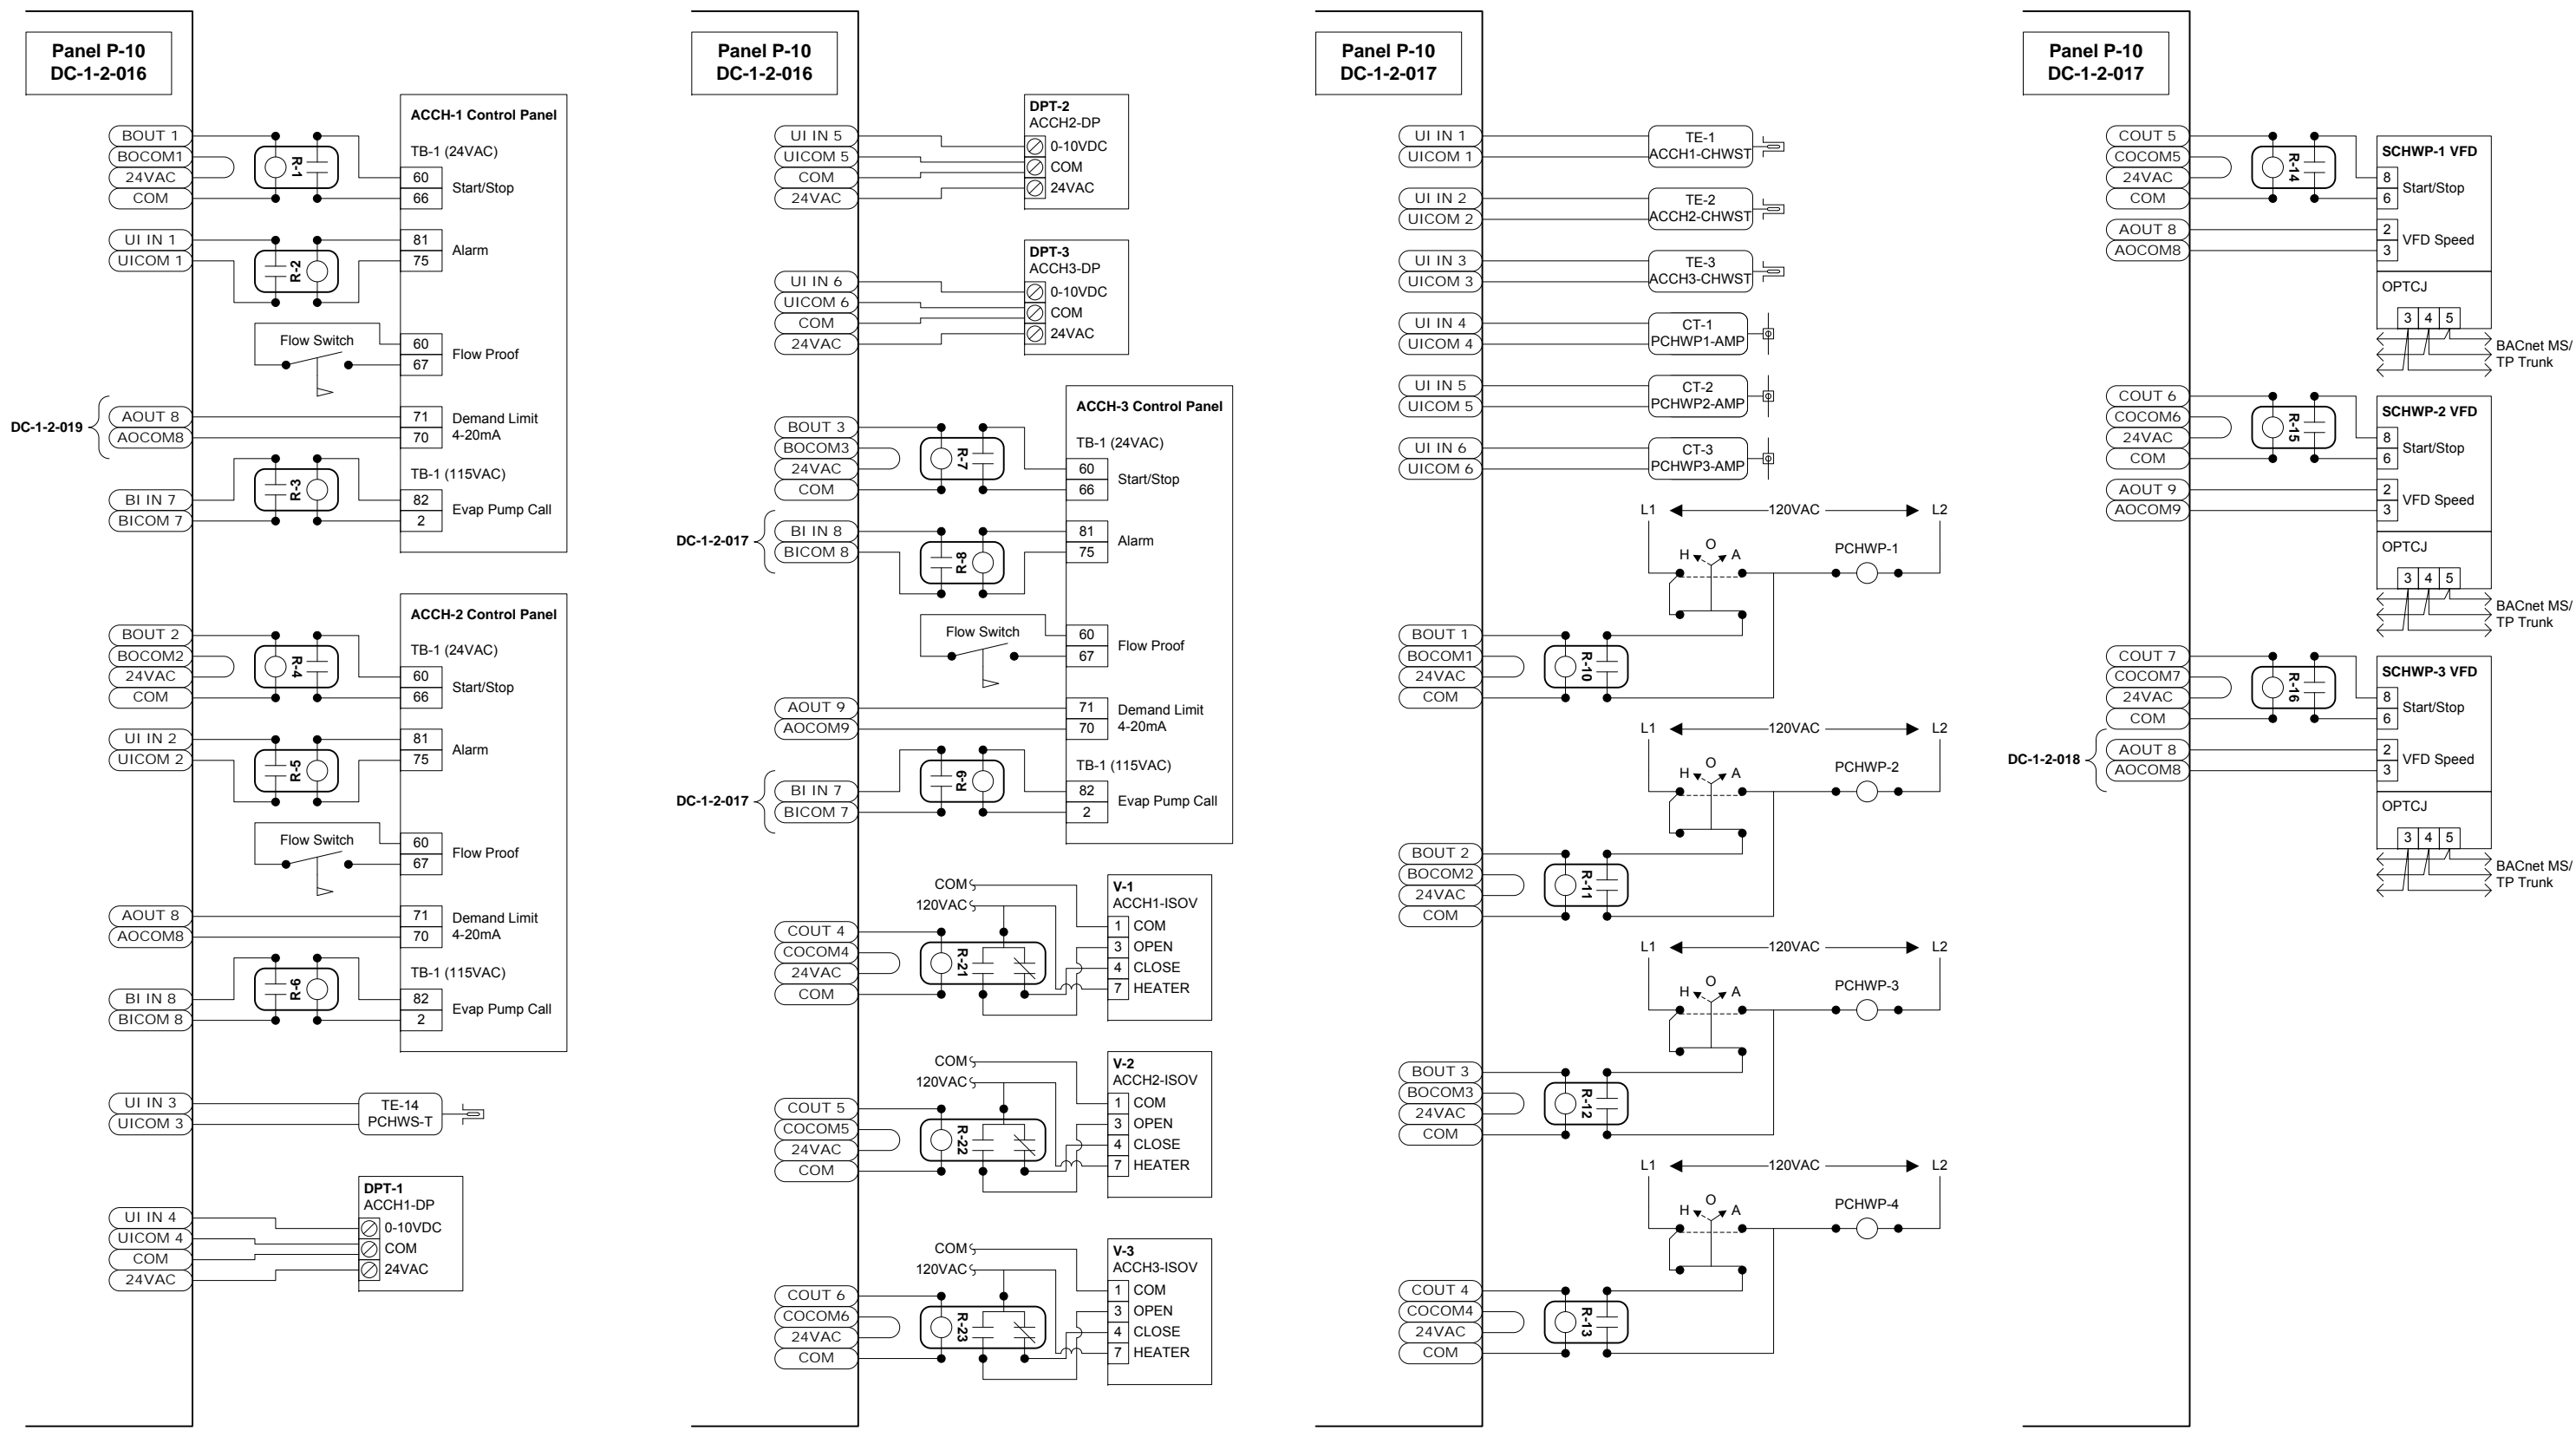 Panel P-10
DC-1-2-016
ACCH-1 Control Panel
BOUT 1
BOCOM1
24VAC
COM
R-1
TB-1 (24VAC)
60
66
Start/Stop
UI IN 1
UICOM 1
R-2
81
75
Alarm
Flow Switch
60
67
Flow Proof
DC-1-2-019
AOUT 8
AOCOM8
71
70
Demand Limit
4-20mA
TB-1 (115VAC)
BI IN 7
BICOM 7
R-3
82
2
Evap Pump Call
ACCH-2 Control Panel
BOUT 2
BOCOM2
24VAC
COM
R-4
TB-1 (24VAC)
60
66
Start/Stop
UI IN 2
UICOM 2
R-5
81
75
Alarm
Flow Switch
60
67
Flow Proof
AOUT 8
AOCOM8
71
70
Demand Limit
4-20mA
TB-1 (115VAC)
BI IN 8
BICOM 8
R-6
82
2
Evap Pump Call
UI IN 3
UICOM 3
TE-14
PCHWS-T
DPT-1
ACCH1-DP
UI IN 4
UICOM 4
COM
24VAC
0-10VDC
COM
24VAC
Panel P-10
DC-1-2-016
DPT-2
ACCH2-DP
UI IN 5
UICOM 5
COM
24VAC
0-10VDC
COM
24VAC
DPT-3
ACCH3-DP
UI IN 6
UICOM 6
COM
24VAC
0-10VDC
COM
24VAC
ACCH-3 Control Panel
BOUT 3
BOCOM3
24VAC
COM
R-7
TB-1 (24VAC)
60
66
Start/Stop
DC-1-2-017
BI IN 8
BICOM 8
R-8
81
75
Alarm
Flow Switch
60
67
Flow Proof
AOUT 9
AOCOM9
71
70
Demand Limit
4-20mA
TB-1 (115VAC)
DC-1-2-017
BI IN 7
BICOM 7
R-9
82
2
Evap Pump Call
COM
120VAC
V-1
ACCH1-ISOV
COUT 4
COCOM4
24VAC
COM
R-21
1 COM
3 OPEN
4 CLOSE
7 HEATER
COM
120VAC
V-2
ACCH2-ISOV
COUT 5
COCOM5
24VAC
COM
R-22
1 COM
3 OPEN
4 CLOSE
7 HEATER
COM
120VAC
V-3
ACCH3-ISOV
COUT 6
COCOM6
24VAC
COM
R-23
1 COM
3 OPEN
4 CLOSE
7 HEATER
Panel P-10
DC-1-2-017
UI IN 1
UICOM 1
TE-1
ACCH1-CHWST
UI IN 2
UICOM 2
TE-2
ACCH2-CHWST
UI IN 3
UICOM 3
TE-3
ACCH3-CHWST
UI IN 4
UICOM 4
CT-1
PCHWP1-AMP
UI IN 5
UICOM 5
CT-2
PCHWP2-AMP
UI IN 6
UICOM 6
CT-3
PCHWP3-AMP
L1 120VAC L2
H O A
PCHWP-1
BOUT 1
BOCOM1
24VAC
COM
R-10
L1 120VAC L2
H O A
PCHWP-2
BOUT 2
BOCOM2
24VAC
COM
R-11
L1 120VAC L2
H O A
PCHWP-3
BOUT 3
BOCOM3
24VAC
COM
R-12
L1 120VAC L2
H O A
PCHWP-4
COUT 4
COCOM4
24VAC
COM
R-13
Panel P-10
DC-1-2-017
COUT 5
COCOM5
24VAC
COM
R-14
SCHWP-1 VFD
8
6
Start/Stop
AOUT 8
AOCOM8
2
3
VFD Speed
OPTCJ
3 4 5
BACnet MS/
TP Trunk
COUT 6
COCOM6
24VAC
COM
R-15
SCHWP-2 VFD
8
6
Start/Stop
AOUT 9
AOCOM9
2
3
VFD Speed
OPTCJ
3 4 5
BACnet MS/
TP Trunk
COUT 7
COCOM7
24VAC
COM
R-16
SCHWP-3 VFD
8
6
Start/Stop
DC-1-2-018
AOUT 8
AOCOM8
2
3
VFD Speed
OPTCJ
3 4 5
BACnet MS/
TP Trunk